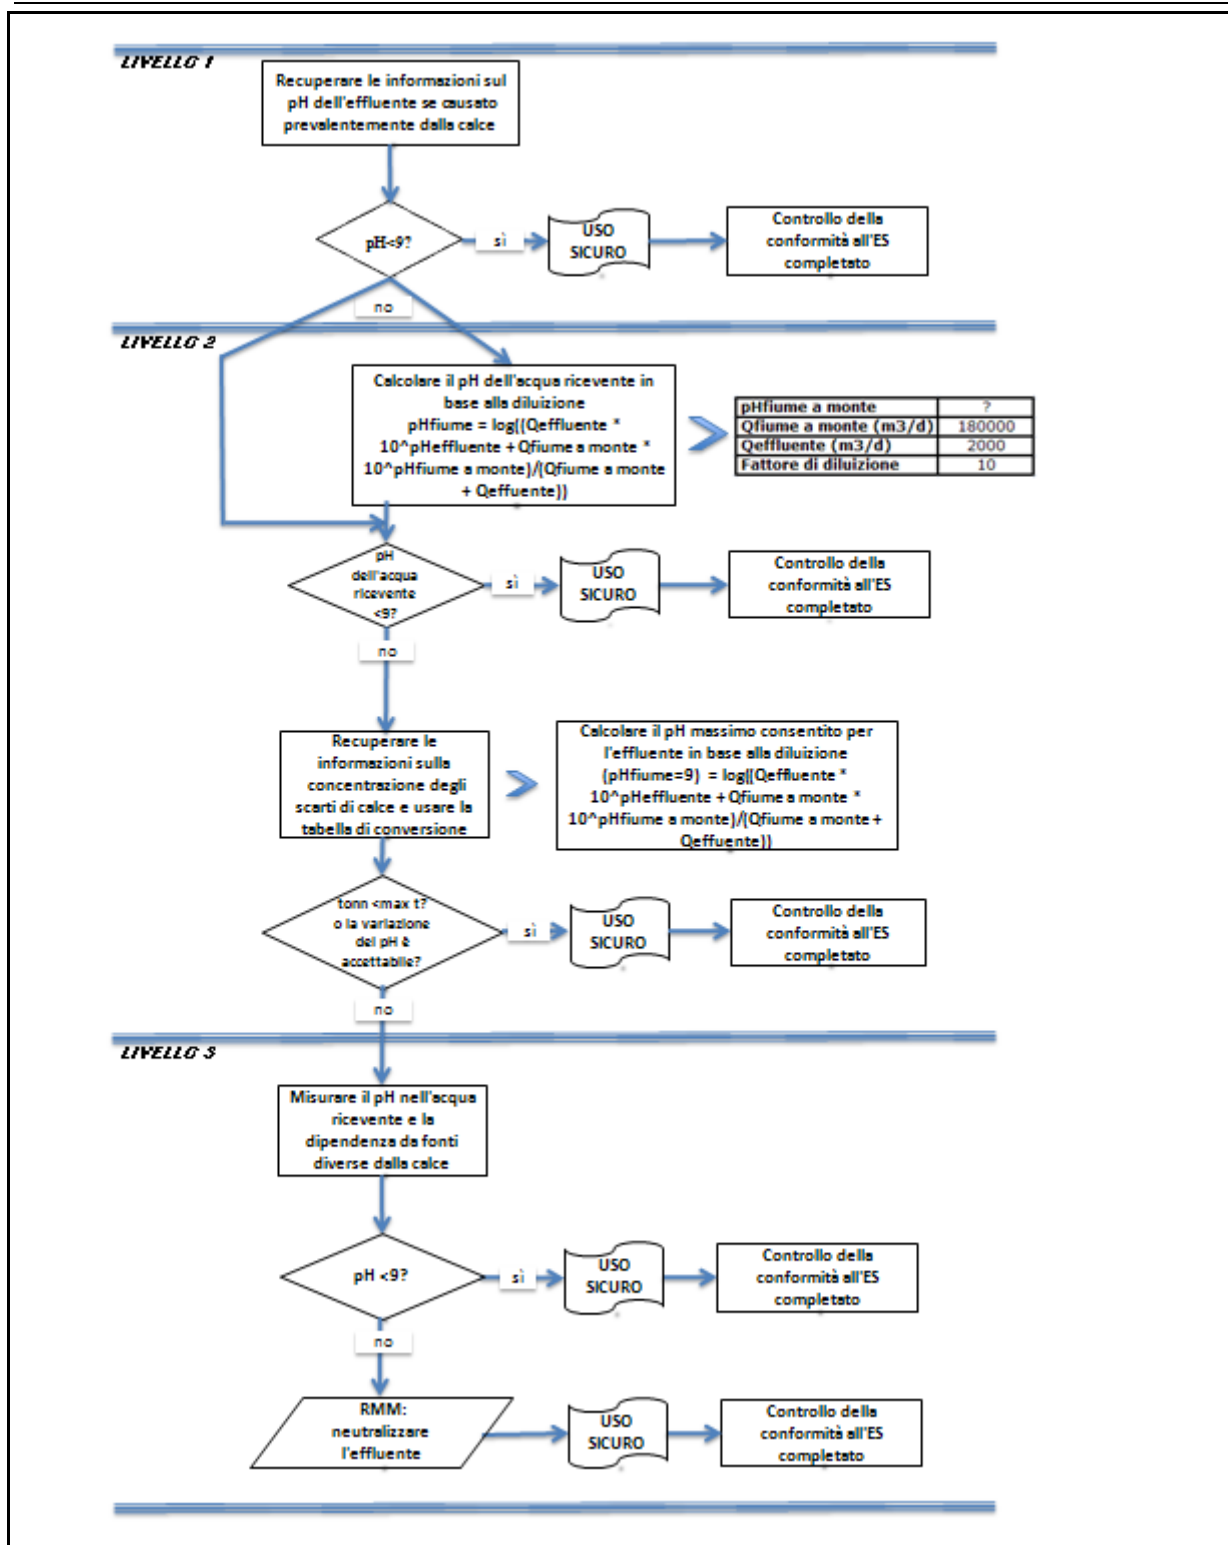 LIVELLO 1
Recuperare le informazioni sul
pH dell'effluente se causato
prevalentemente dalla calce
pH<9?
sì
USO
SICURO
Controllo della
conformità all'ES
completato
no
LIVELLO 2
Calcolare il pH dell'acqua ricevente in
base alla diluizione
pHfiume = log((Qeffluente *
10^pHeffluente + Qfiume a monte *
10^pHfiume a monte)/(Qfiume a monte
+ Qeffuente))
pHfiume a monte ?
Qfiume a monte (m3/d) 180000
Qeffluente (m3/d) 2000
Fattore di diluizione 10
pH
dell'acqua
ricevente
<9?
sì
USO
SICURO
Controllo della
conformità all'ES
completato
no
Recuperare le
informazioni sulla
concentrazione degli
scarti di calce e usare la
tabella di conversione
Calcolare il pH massimo consentito per
l'effluente in base alla diluizione
(pHfiume=9) = log((Qeffluente *
10^pHeffluente + Qfiume a monte *
10^pHfiume a monte)/(Qfiume a monte +
Qeffuente))
tonn <max t?
o la variazione
del pH è
accettabile?
sì
USO
SICURO
Controllo della
conformità all'ES
completato
no
LIVELLO 3
Misurare il pH nell'acqua
ricevente e la
dipendenza da fonti
diverse dalla calce
pH <9?
sì
USO
SICURO
Controllo della
conformità all'ES
completato
no
RMM:
neutralizzare
l'effluente
USO
SICURO
Controllo della
conformità all'ES
completato